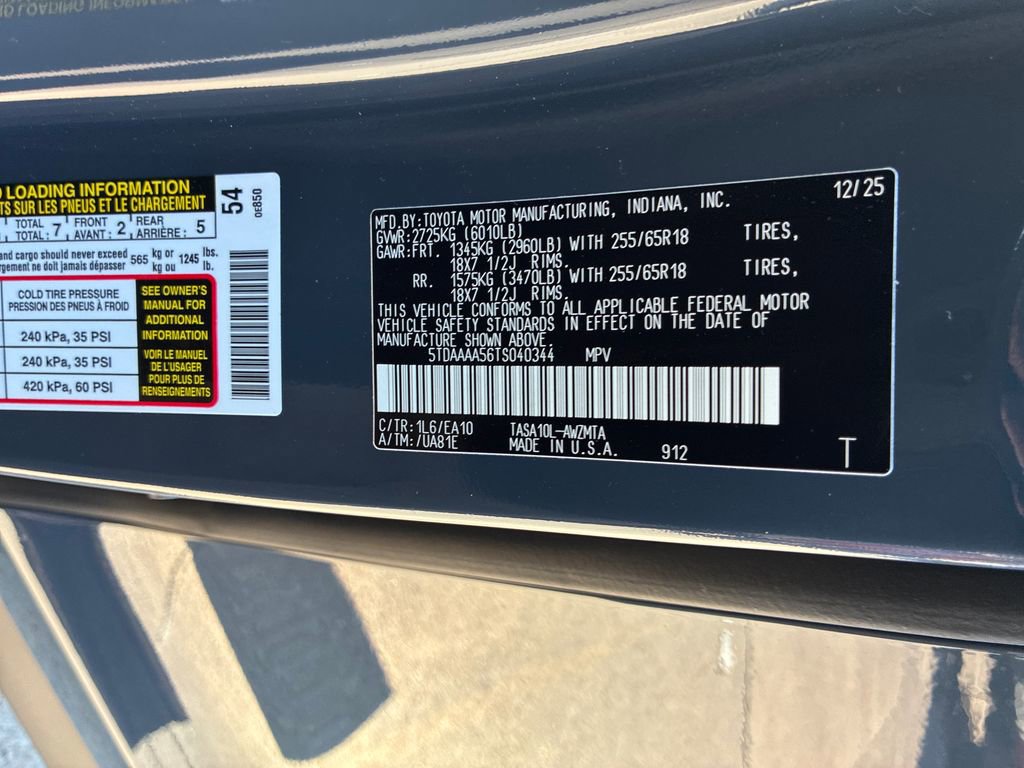 LOADING INFORMATION
TS SUR LES PNEUS ET LE CHARGEMENT
TOTAL TOTAL: 7 FRONT AVANT: 2 REAR ARRIÈRE: 5
and cargo should never exceed 565 kg or 1245 lbs.
ne doit jamais dépasser kg ou lb.
COLD TIRE PRESSURE
PRESSION DES PNEUS À FROID
240 kPa, 35 PSI
240 kPa, 35 PSI
420 kPa, 60 PSI
SEE OWNER'S
MANUAL FOR
ADDITIONAL
INFORMATION
VOIR LE MANUEL
DE L'USAGER
POUR PLUS DE
RENSEIGNEMENTS
54
0E850
12/25
MFD.BY:TOYOTA MOTOR MANUFACTURING, INDIANA, INC.
GVWR:2725KG (6010LB)
GAWR:FRT. 1345KG (2960LB) WITH 255/65R18 TIRES,
18X7 1/2J RIMS.
RR. 1575KG (3470LB) WITH 255/65R18 TIRES,
18X7 1/2J RIMS.
THIS VEHICLE CONFORMS TO ALL APPLICABLE FEDERAL MOTOR
VEHICLE SAFETY STANDARDS IN EFFECT ON THE DATE OF
MANUFACTURE SHOWN ABOVE.
5TDAAAA56TS040344 MPV
C/TR:1L6/EA10 TASA10L-AWZMTA
A/TM:/UA81E MADE IN U.S.A. 912 T